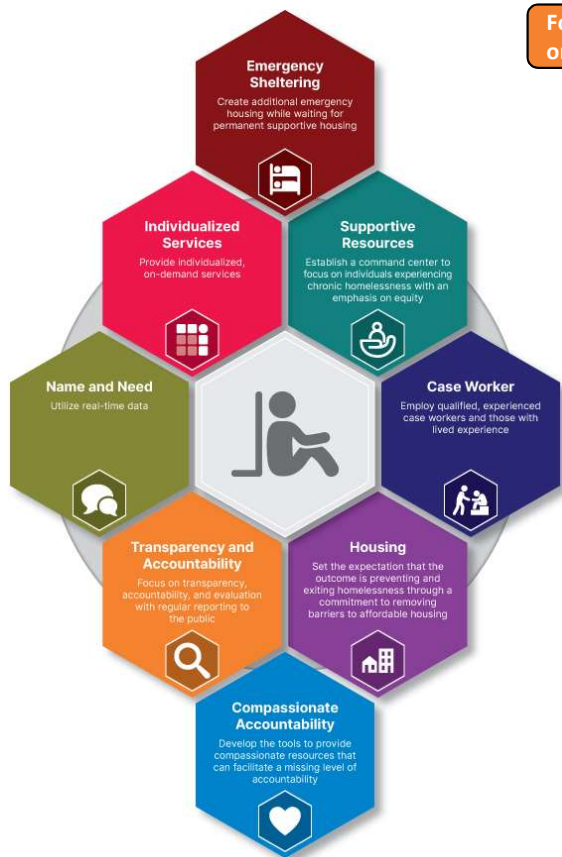 Emergency
Sheltering
Create additional emergency
housing while waiting for
permanent supportive housing
Individualized
Services
Provide individualized,
on-demand services
Supportive
Resources
Establish a command center to
focus on individuals experiencing
chronic homelessness with an
emphasis on equity
Name and Need
Utilize real-time data
Case Worker
Employ qualified, experienced
case workers and those with
lived experience
Transparency and
Accountability
Focus on transparency,
accountability, and evaluation
with regular reporting to
the public
Housing
Set the expectation that the
outcome is preventing and
exiting homelessness through a
commitment to removing
barriers to affordable housing
Compassionate
Accountability
Develop the tools to provide
compassionate resources that
can facilitate a missing level of
accountability